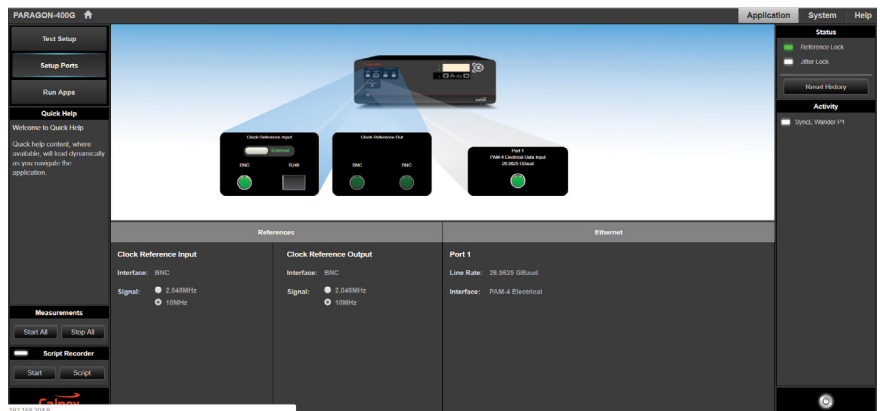 PARAGON-400G
Application System Help
Test Setup
Setup Ports
Run Apps
Quick Help
Welcome to Quick Help
Quick help content, where
available, will load dynamically
as you navigate the
application.
Measurements
Start All Stop All
Script Recorder
Start Script
Calnex
192.168.204.9
Clock Reference Input
External
BNC RJ48
Clock Reference Out
BNC BNC
Port 1
PAM-4 Electrical Data Input
26.5625 GBaud
References Ethernet
Clock Reference Input
Interface: BNC
Signal: 2.048MHz
10MHz
Clock Reference Output
Interface: BNC
Signal: 2.048MHz
10MHz
Port 1
Line Rate: 26.5625 GBaud
Interface: PAM-4 Electrical
Status
Reference Lock
Jitter Lock
Reset History
Activity
SyncE Wander P1